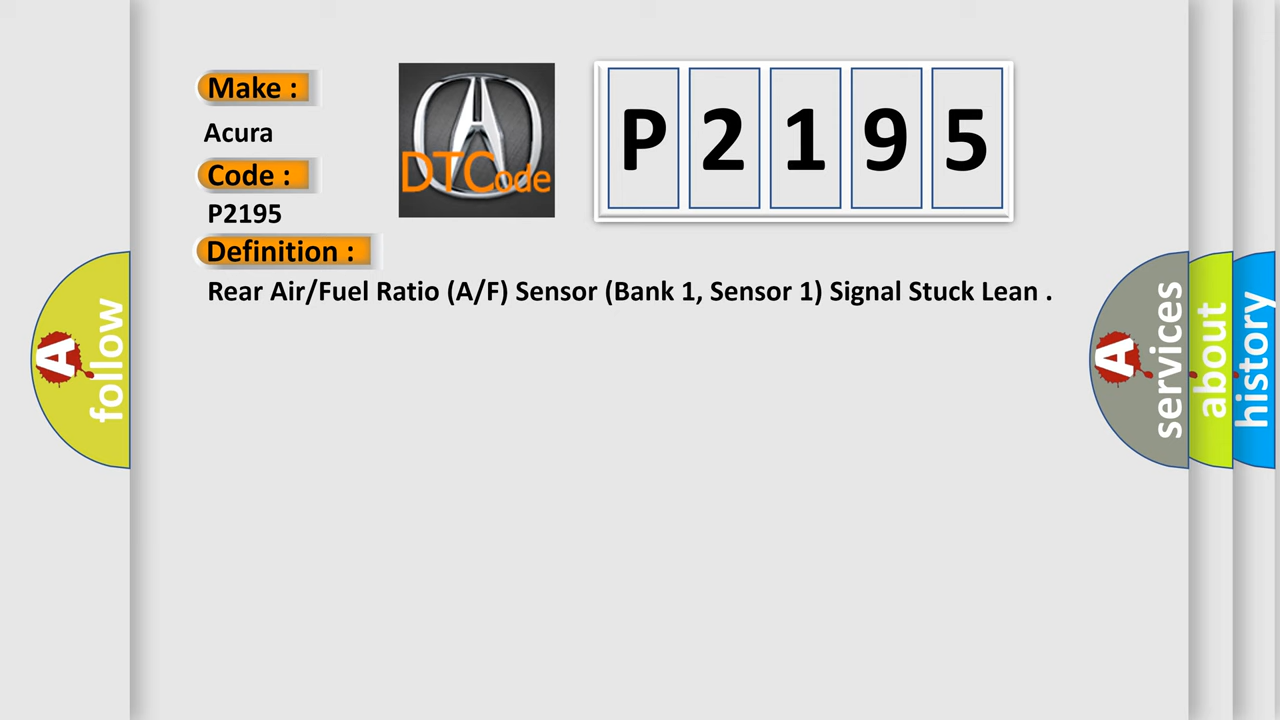 Make :
Acura
Code :
P2195
Definition :
Rear Air/Fuel Ratio (A/F) Sensor (Bank 1, Sensor 1) Signal Stuck Lean .
DTCode
P 2 1 9 5
A
follow
A
services
about
history